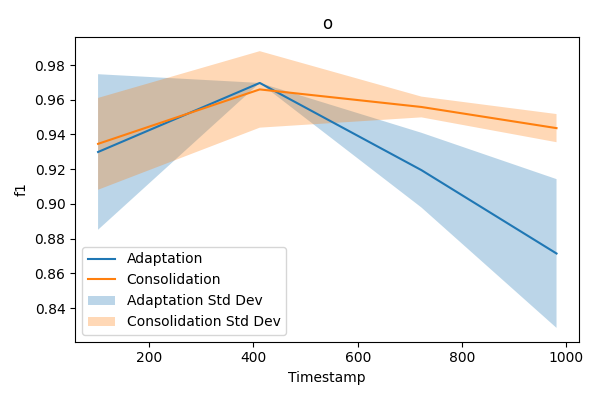 o
f1
0.98
0.96
0.94
0.92
0.90
0.88
0.86
0.84
Adaptation
Consolidation
Adaptation Std Dev
Consolidation Std Dev
200 400 600 800 1000
Timestamp